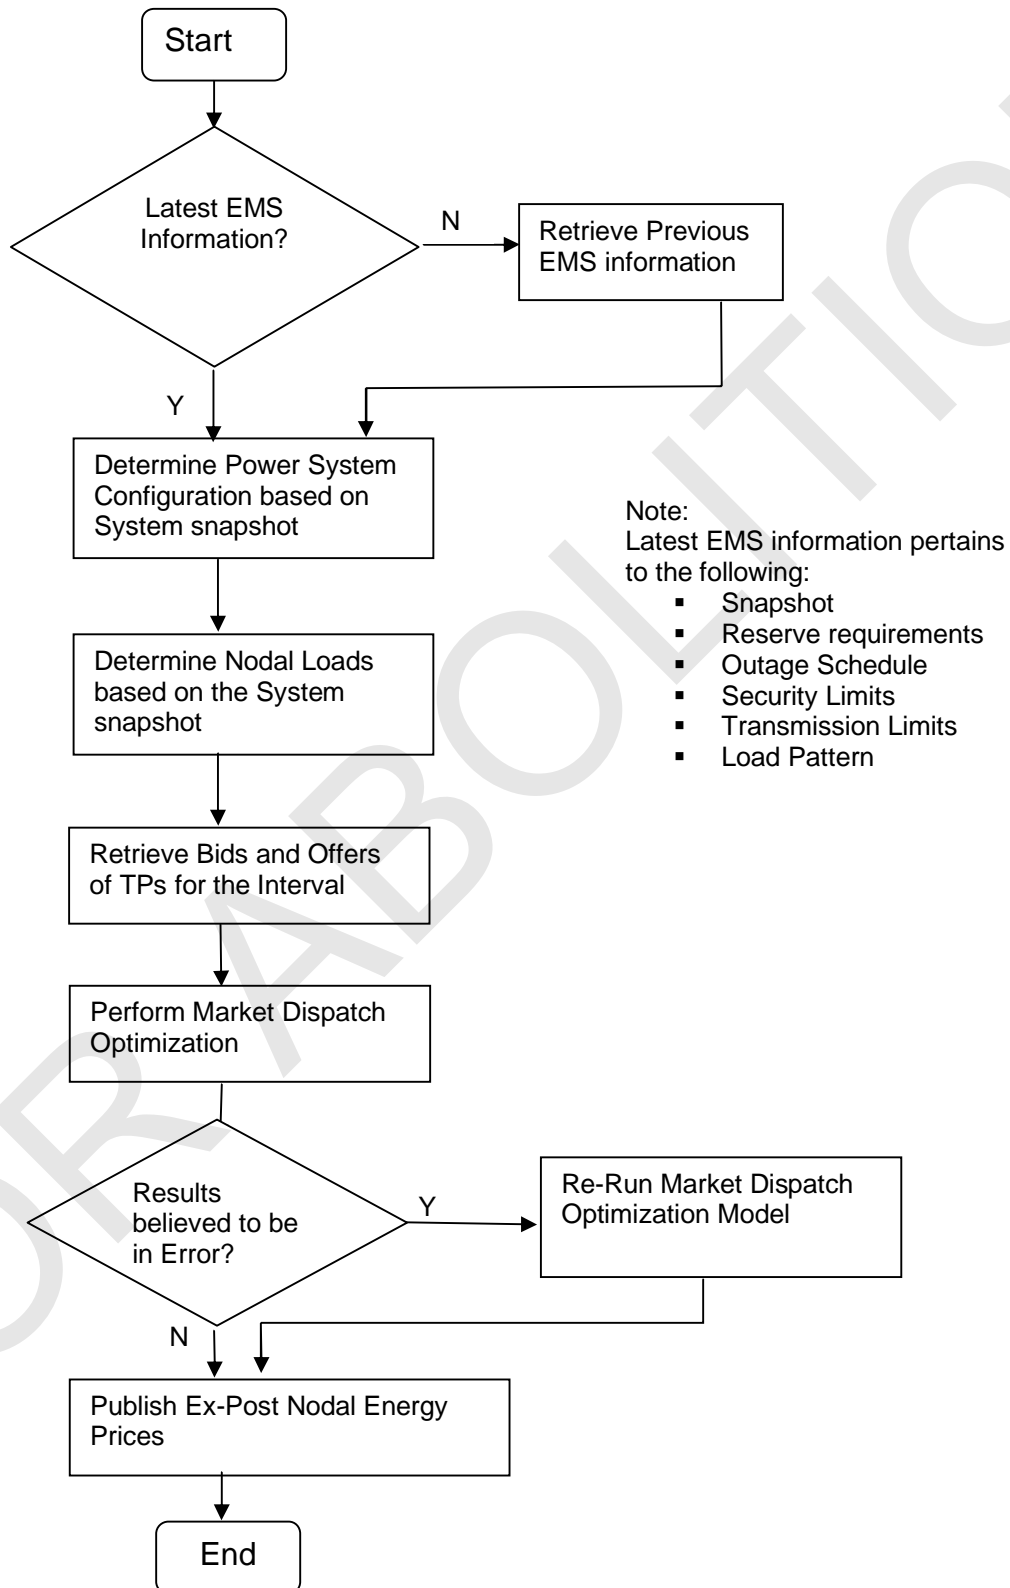 Start
Latest EMS
Information?
N
Retrieve Previous
EMS information
Y
Determine Power System
Configuration based on
System snapshot
Note:
Latest EMS information pertains
to the following:
▪ Snapshot
▪ Reserve requirements
▪ Outage Schedule
▪ Security Limits
▪ Transmission Limits
▪ Load Pattern
Determine Nodal Loads
based on the System
snapshot
Retrieve Bids and Offers
of TPs for the Interval
Perform Market Dispatch
Optimization
Results
believed to be
in Error?
Y
Re-Run Market Dispatch
Optimization Model
N
Publish Ex-Post Nodal Energy
Prices
End
OR ABOLITIO